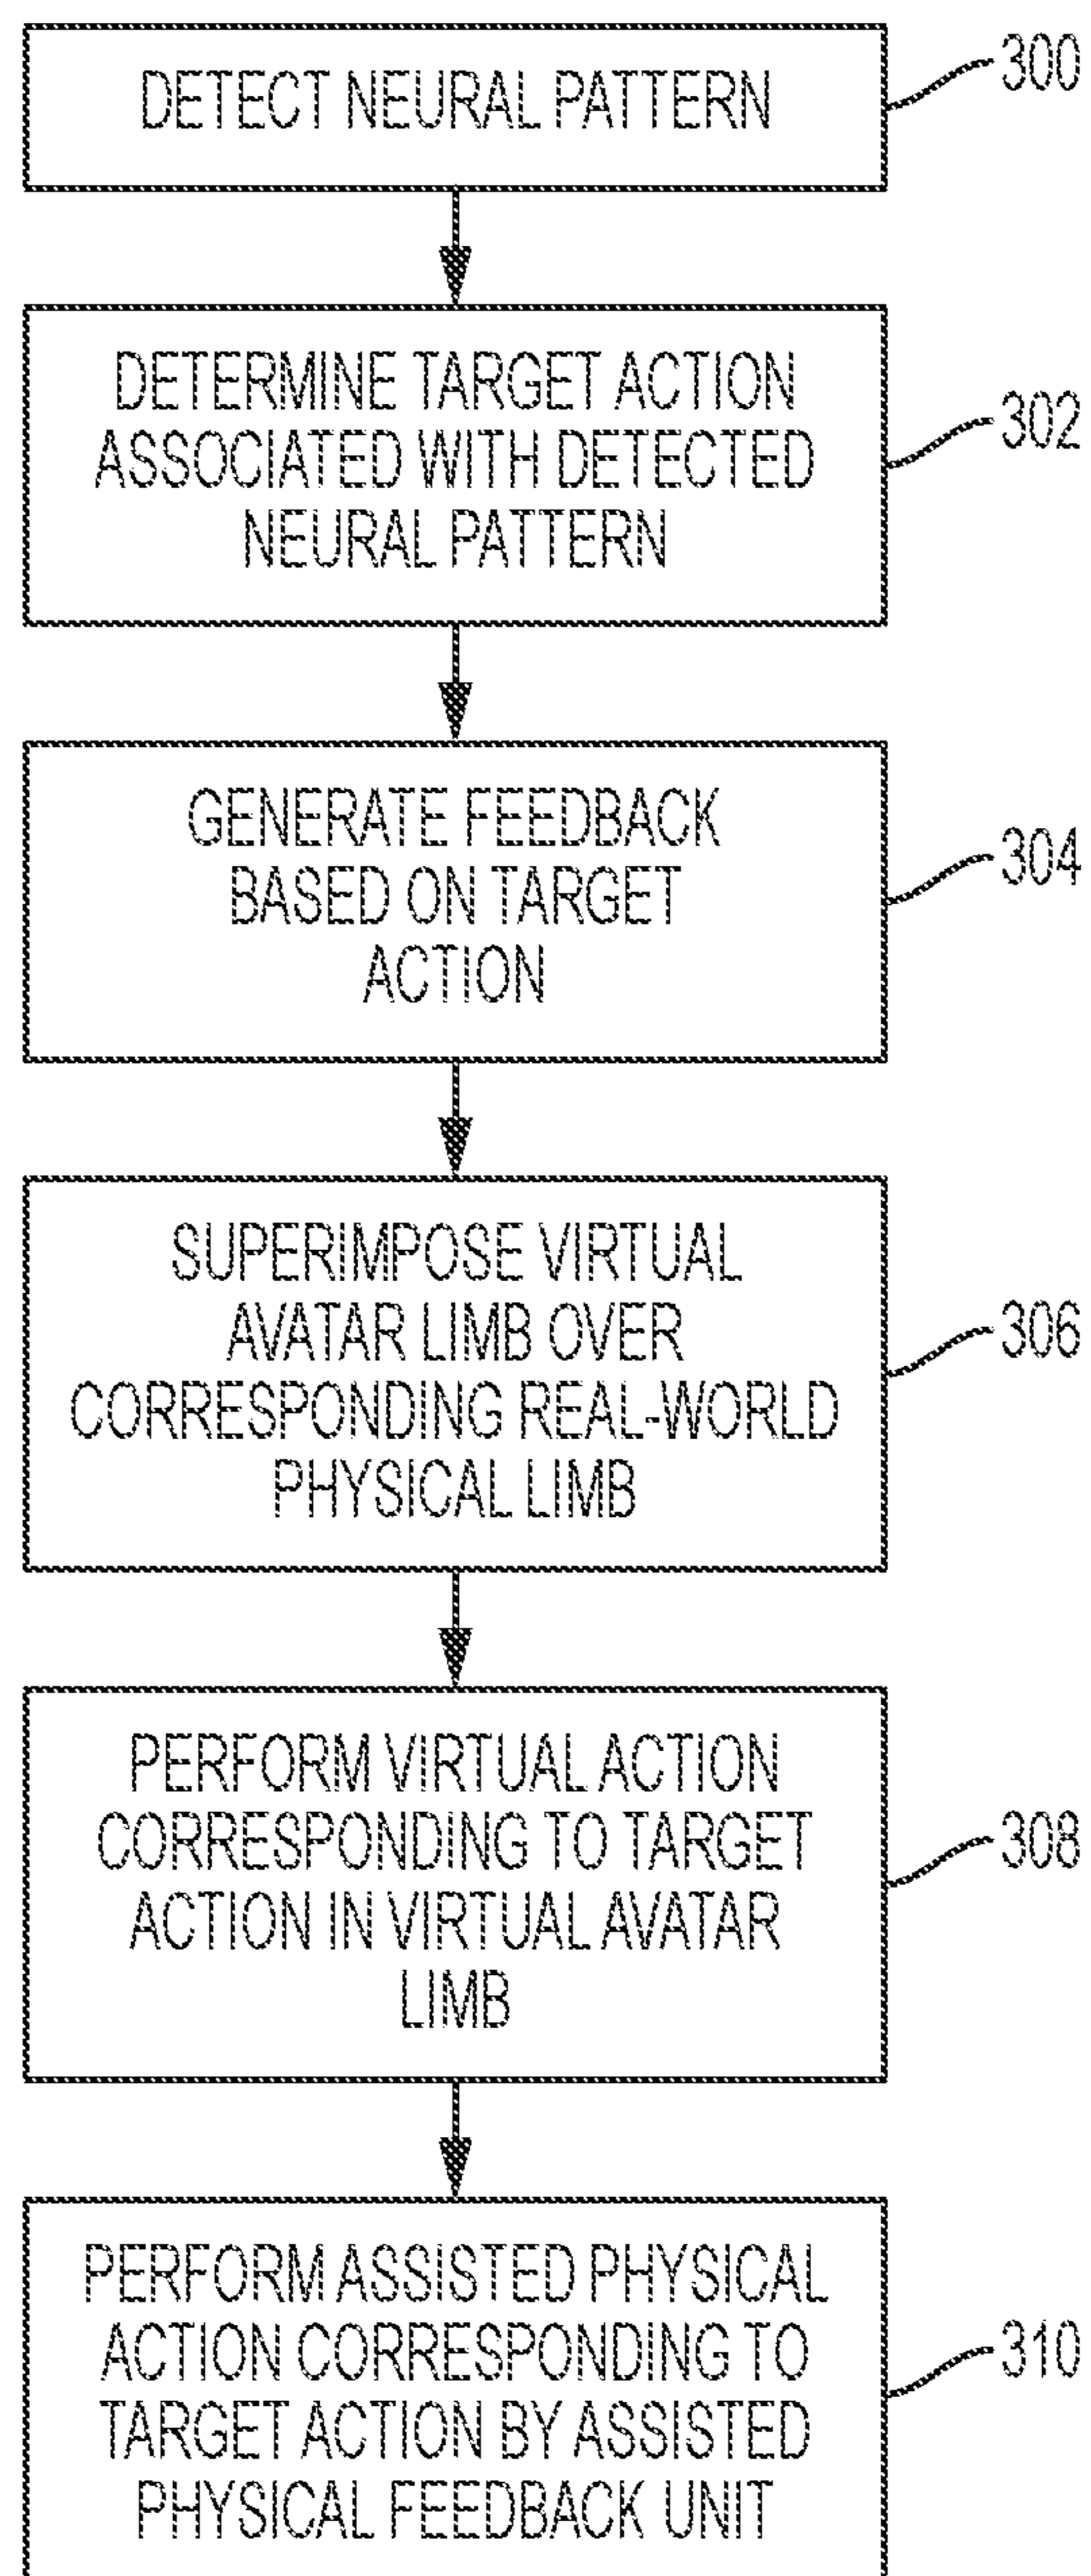 DETECT NEURAL PATTERN
300
DETERMINE TARGET ACTION
ASSOCIATED WITH DETECTED
NEURAL PATTERN
302
GENERATE FEEDBACK
BASED ON TARGET
ACTION
304
SUPERIMPOSE VIRTUAL
AVATAR LIMB OVER
CORRESPONDING REAL-WORLD
PHYSICAL LIMB
306
PERFORM VIRTUAL ACTION
CORRESPONDING TO TARGET
ACTION IN VIRTUAL AVATAR
LIMB
308
PERFORM ASSISTED PHYSICAL
ACTION CORRESPONDING TO
TARGET ACTION BY ASSISTED
PHYSICAL FEEDBACK UNIT
310